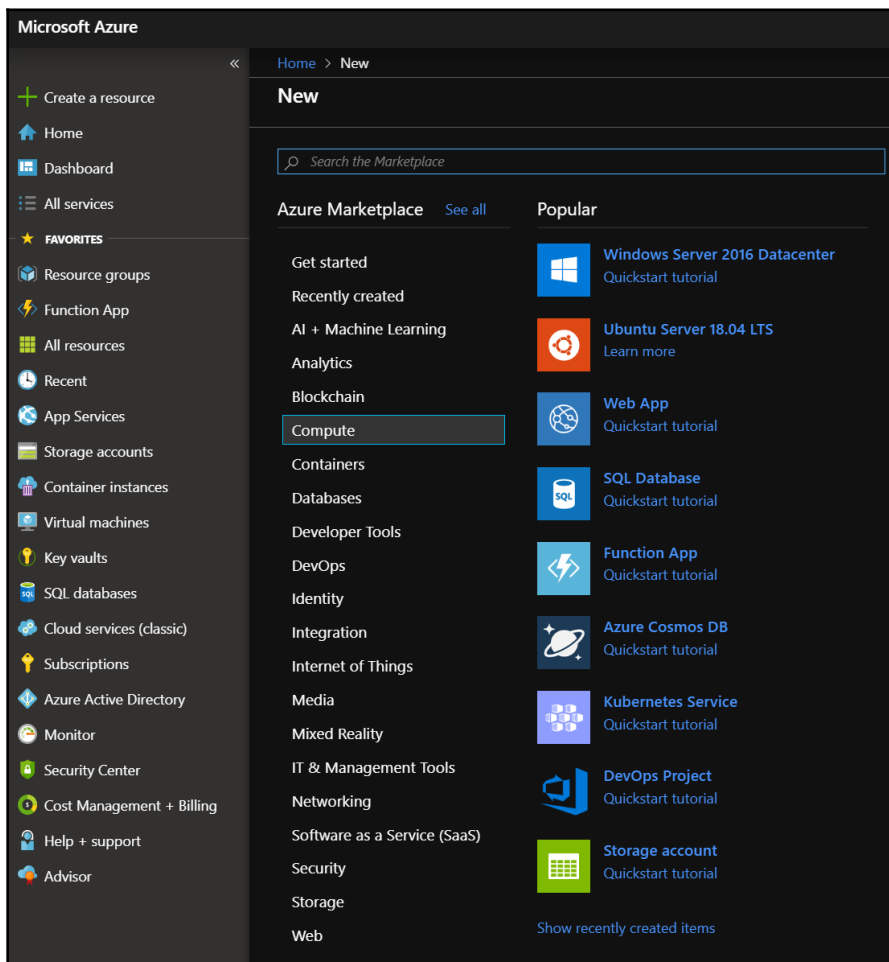 Microsoft Azure
«
Create a resource
Home
Dashboard
All services
FAVORITES
Resource groups
Function App
All resources
Recent
App Services
Storage accounts
Container instances
Virtual machines
Key vaults
SQL databases
Cloud services (classic)
Subscriptions
Azure Active Directory
Monitor
Security Center
Cost Management + Billing
Help + support
Advisor
Home > New
New
Search the Marketplace
Azure Marketplace See all
Get started
Recently created
AI + Machine Learning
Analytics
Blockchain
Compute
Containers
Databases
Developer Tools
DevOps
Identity
Integration
Internet of Things
Media
Mixed Reality
IT & Management Tools
Networking
Software as a Service (SaaS)
Security
Storage
Web
Popular
Windows Server 2016 Datacenter
Quickstart tutorial
Ubuntu Server 18.04 LTS
Learn more
Web App
Quickstart tutorial
SQL
SQL Database
Quickstart tutorial
Function App
Quickstart tutorial
Azure Cosmos DB
Quickstart tutorial
Kubernetes Service
Quickstart tutorial
DevOps Project
Quickstart tutorial
Storage account
Quickstart tutorial
Show recently created items